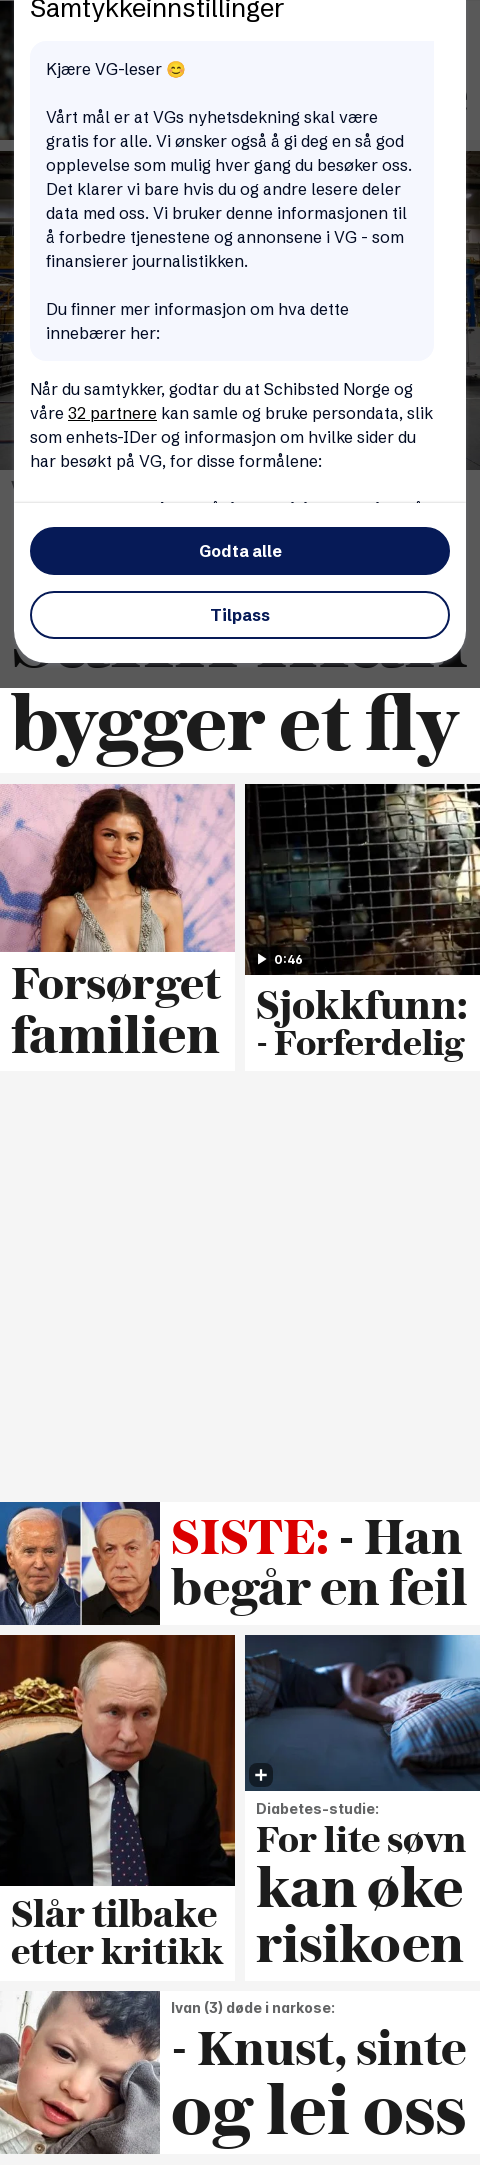 Samtykkeinnstillinger
Kjære VG-leser 😊
Vårt mål er at VGs nyhetsdekning skal være
gratis for alle. Vi ønsker også å gi deg en så god
opplevelse som mulig hver gang du besøker oss.
Det klarer vi bare hvis du og andre lesere deler
data med oss. Vi bruker denne informasjonen til
å forbedre tjenestene og annonsene i VG - som
finansierer journalistikken.
Du finner mer informasjon om hva dette
innebærer her:
Når du samtykker, godtar du at Schibsted Norge og
våre 32 partnere kan samle og bruke persondata, slik
som enhets-IDer og informasjon om hvilke sider du
har besøkt på VG, for disse formålene:
Godta alle
Tilpass
bygger et fly
0:46
Forsørget
familien
Sjokkfunn:
- Forferdelig
SISTE: - Han
begår en feil
Slår tilbake
etter kritikk
Diabetes-studie:
For lite søvn
kan øke
risikoen
Ivan (3) døde i narkose:
- Knust, sinte
og lei oss